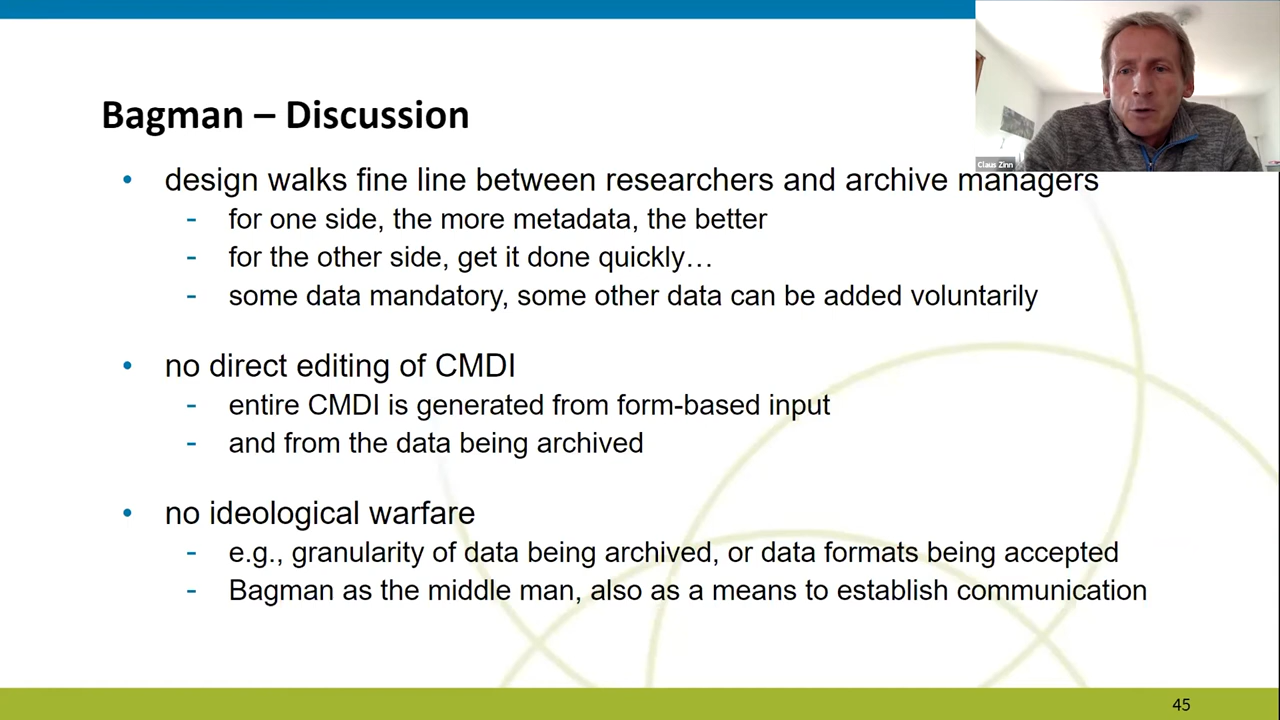 Claus Zinn
Bagman – Discussion
• design walks fine line between researchers and archive managers
- for one side, the more metadata, the better
- for the other side, get it done quickly…
- some data mandatory, some other data can be added voluntarily
• no direct editing of CMDI
- entire CMDI is generated from form-based input
- and from the data being archived
• no ideological warfare
- e.g., granularity of data being archived, or data formats being accepted
- Bagman as the middle man, also as a means to establish communication
45